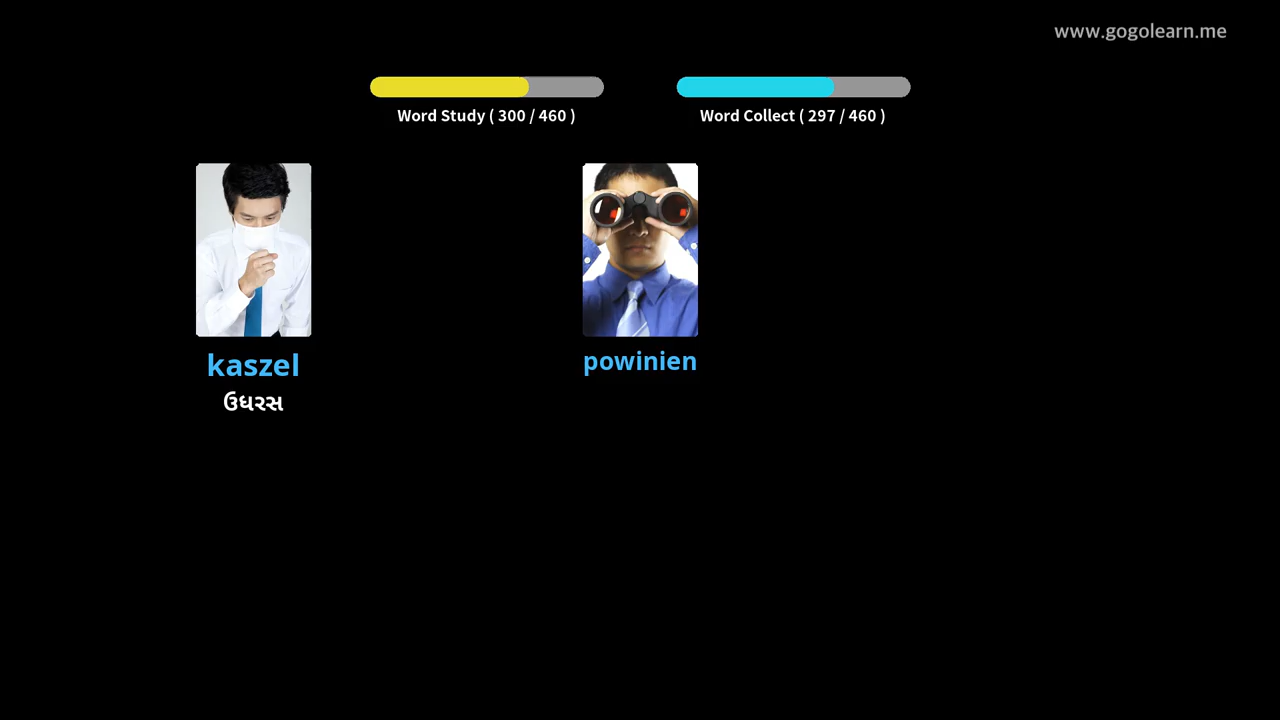 www.gogolearn.me
Word Study ( 300 / 460 )
Word Collect ( 297 / 460 )
kaszel
ઉધરસ
powinien